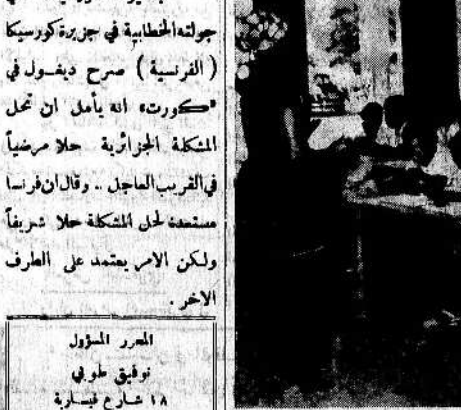 جولته الخطابية في جزيرة كورسيكا
( الفرنسية ) صرح ديغـول في
«كورت» انه يأمل ان تحل
المشكلة الجزائرية حلا مرضياً
في القريب العاجل .. وقال ان فرنسا
مستعدة لحل المشكلة حلا شريفاً
ولكن الامر يعتمد على الطرف
الاخر .
المحرر المسؤول
توفيق طوبي
١٨ شارع قيسارية